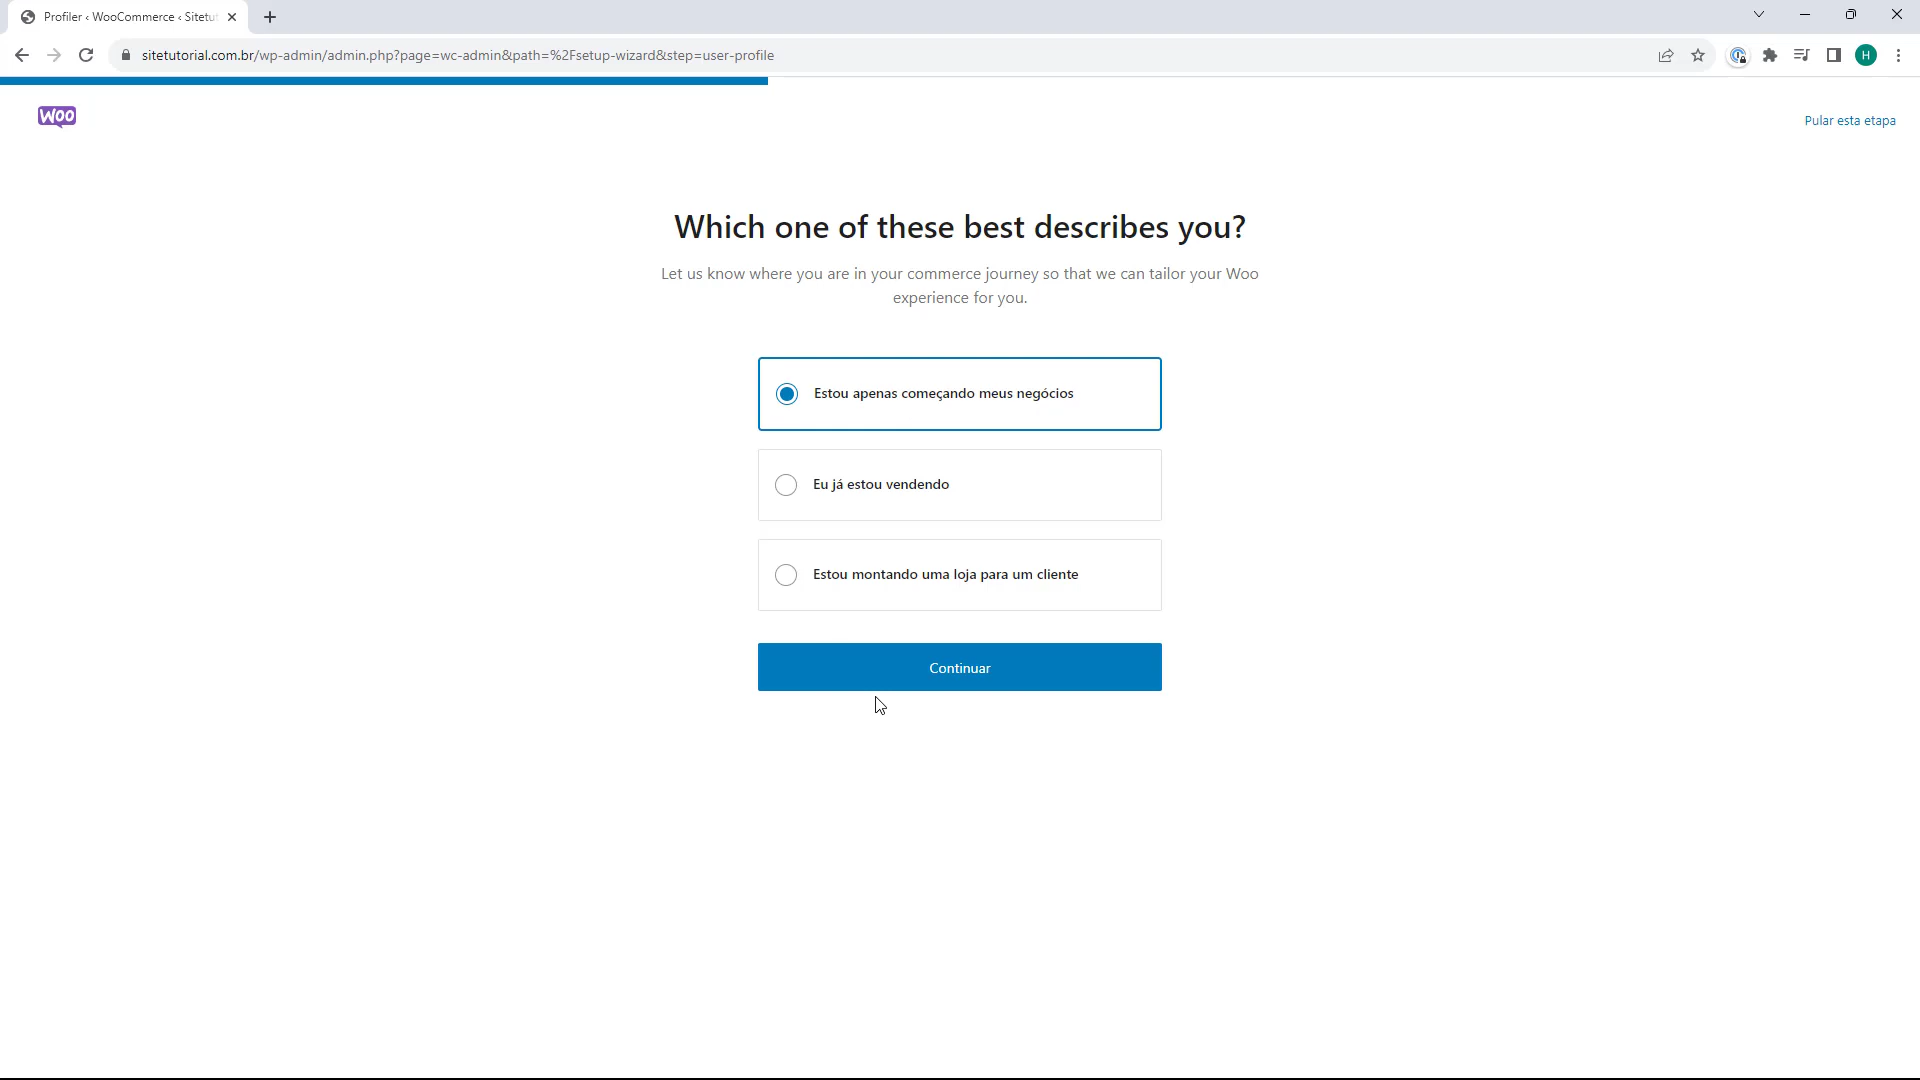 Profiler ‹ WooCommerce ‹ Sitetut
sitetutorial.com.br/wp-admin/admin.php?page=wc-admin&path=%2Fsetup-wizard&step=user-profile
H
Woo
Pular esta etapa
Which one of these best describes you?
Let us know where you are in your commerce journey so that we can tailor your Woo
experience for you.
Estou apenas começando meus negócios
Eu já estou vendendo
Estou montando uma loja para um cliente
Continuar